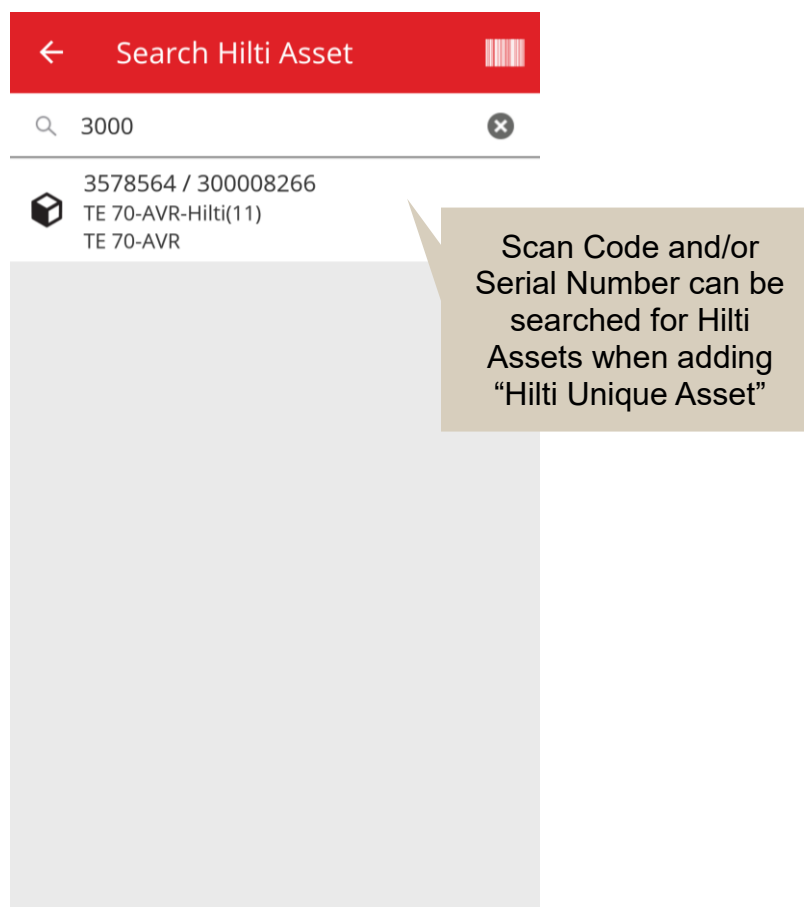 Search Hilti Asset
3000
3578564 / 300008266
TE 70-AVR-Hilti(11)
TE 70-AVR
Scan Code and/or
Serial Number can be
searched for Hilti
Assets when adding
“Hilti Unique Asset”